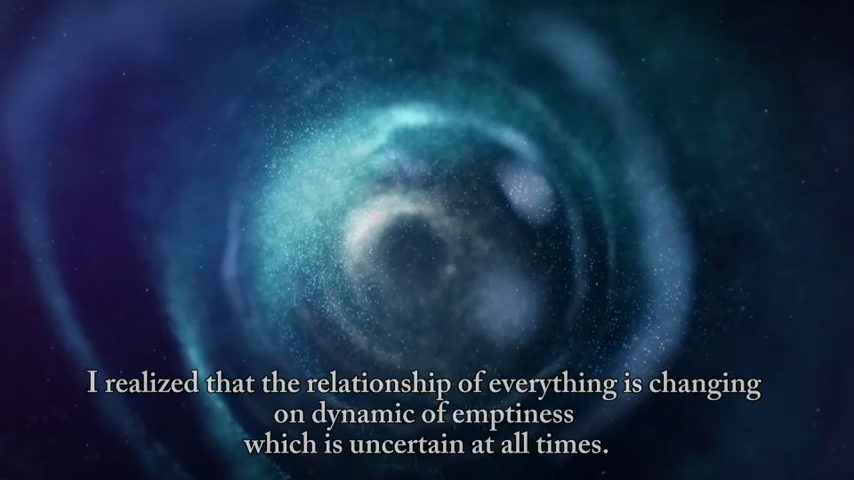 I realized that the relationship of everything is changing
on dynamic of emptiness
which is uncertain at all times.